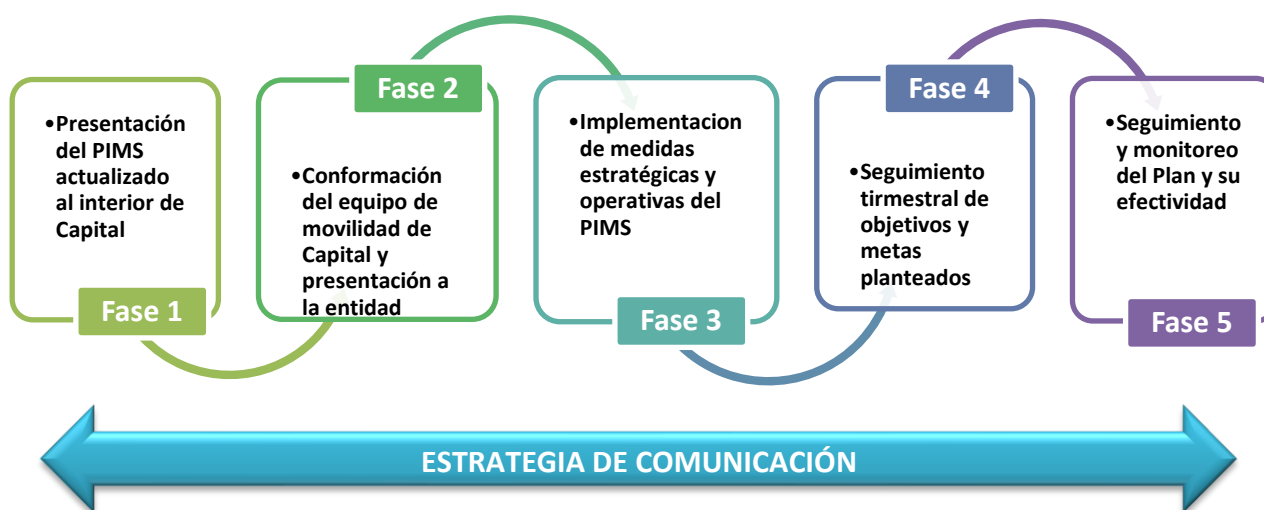 •Presentación
del PIMS
actualizado
al interior de
Capital
Fase 1
Fase 2
•Conformación
del equipo de
movilidad de
Capital y
presentación a
la entidad
•Implementacion
de medidas
estratégicas y
operativas del
PIMS
Fase 3
Fase 4
•Seguimiento
tirmestral de
objetivos y
metas
planteados
•Seguimiento
y monitoreo
del Plan y su
efectividad
Fase 5
ESTRATEGIA DE COMUNICACIÓN